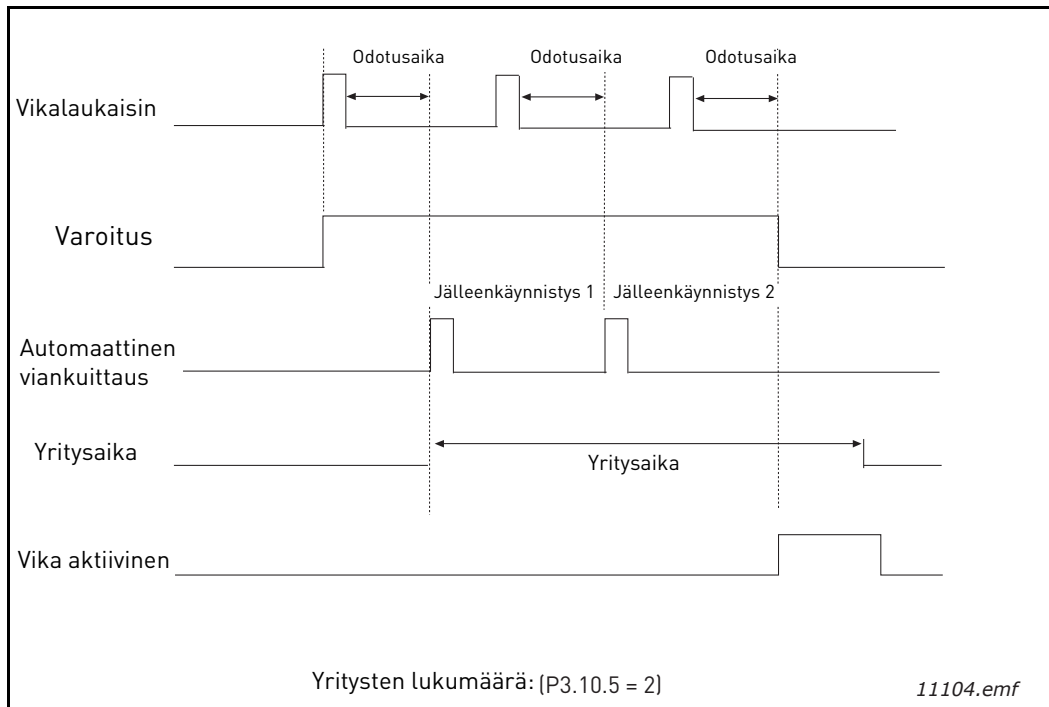 Odotusaika Odotusaika Odotusaika
Vikalaukaisin
Varoitus
Jälleenkäynnistys 1 Jälleenkäynnistys 2
Automaattinen
viankuittaus
Yritysaika
Yritysaika
Vika aktiivinen
Yritysten lukumäärä: (P3.10.5 = 2)
11104.emf